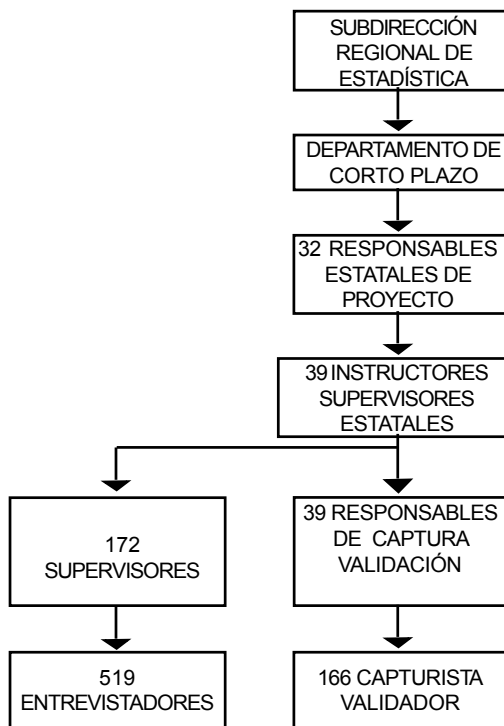 SUBDIRECCIÓN
REGIONAL DE
ESTADÍSTICA
DEPARTAMENTO DE
CORTO PLAZO
32 RESPONSABLES
ESTATALES DE
PROYECTO
39 INSTRUCTORES
SUPERVISORES
ESTATALES
172
SUPERVISORES
39 RESPONSABLES
DE CAPTURA
VALIDACIÓN
519
ENTREVISTADORES
166 CAPTURISTA
VALIDADOR